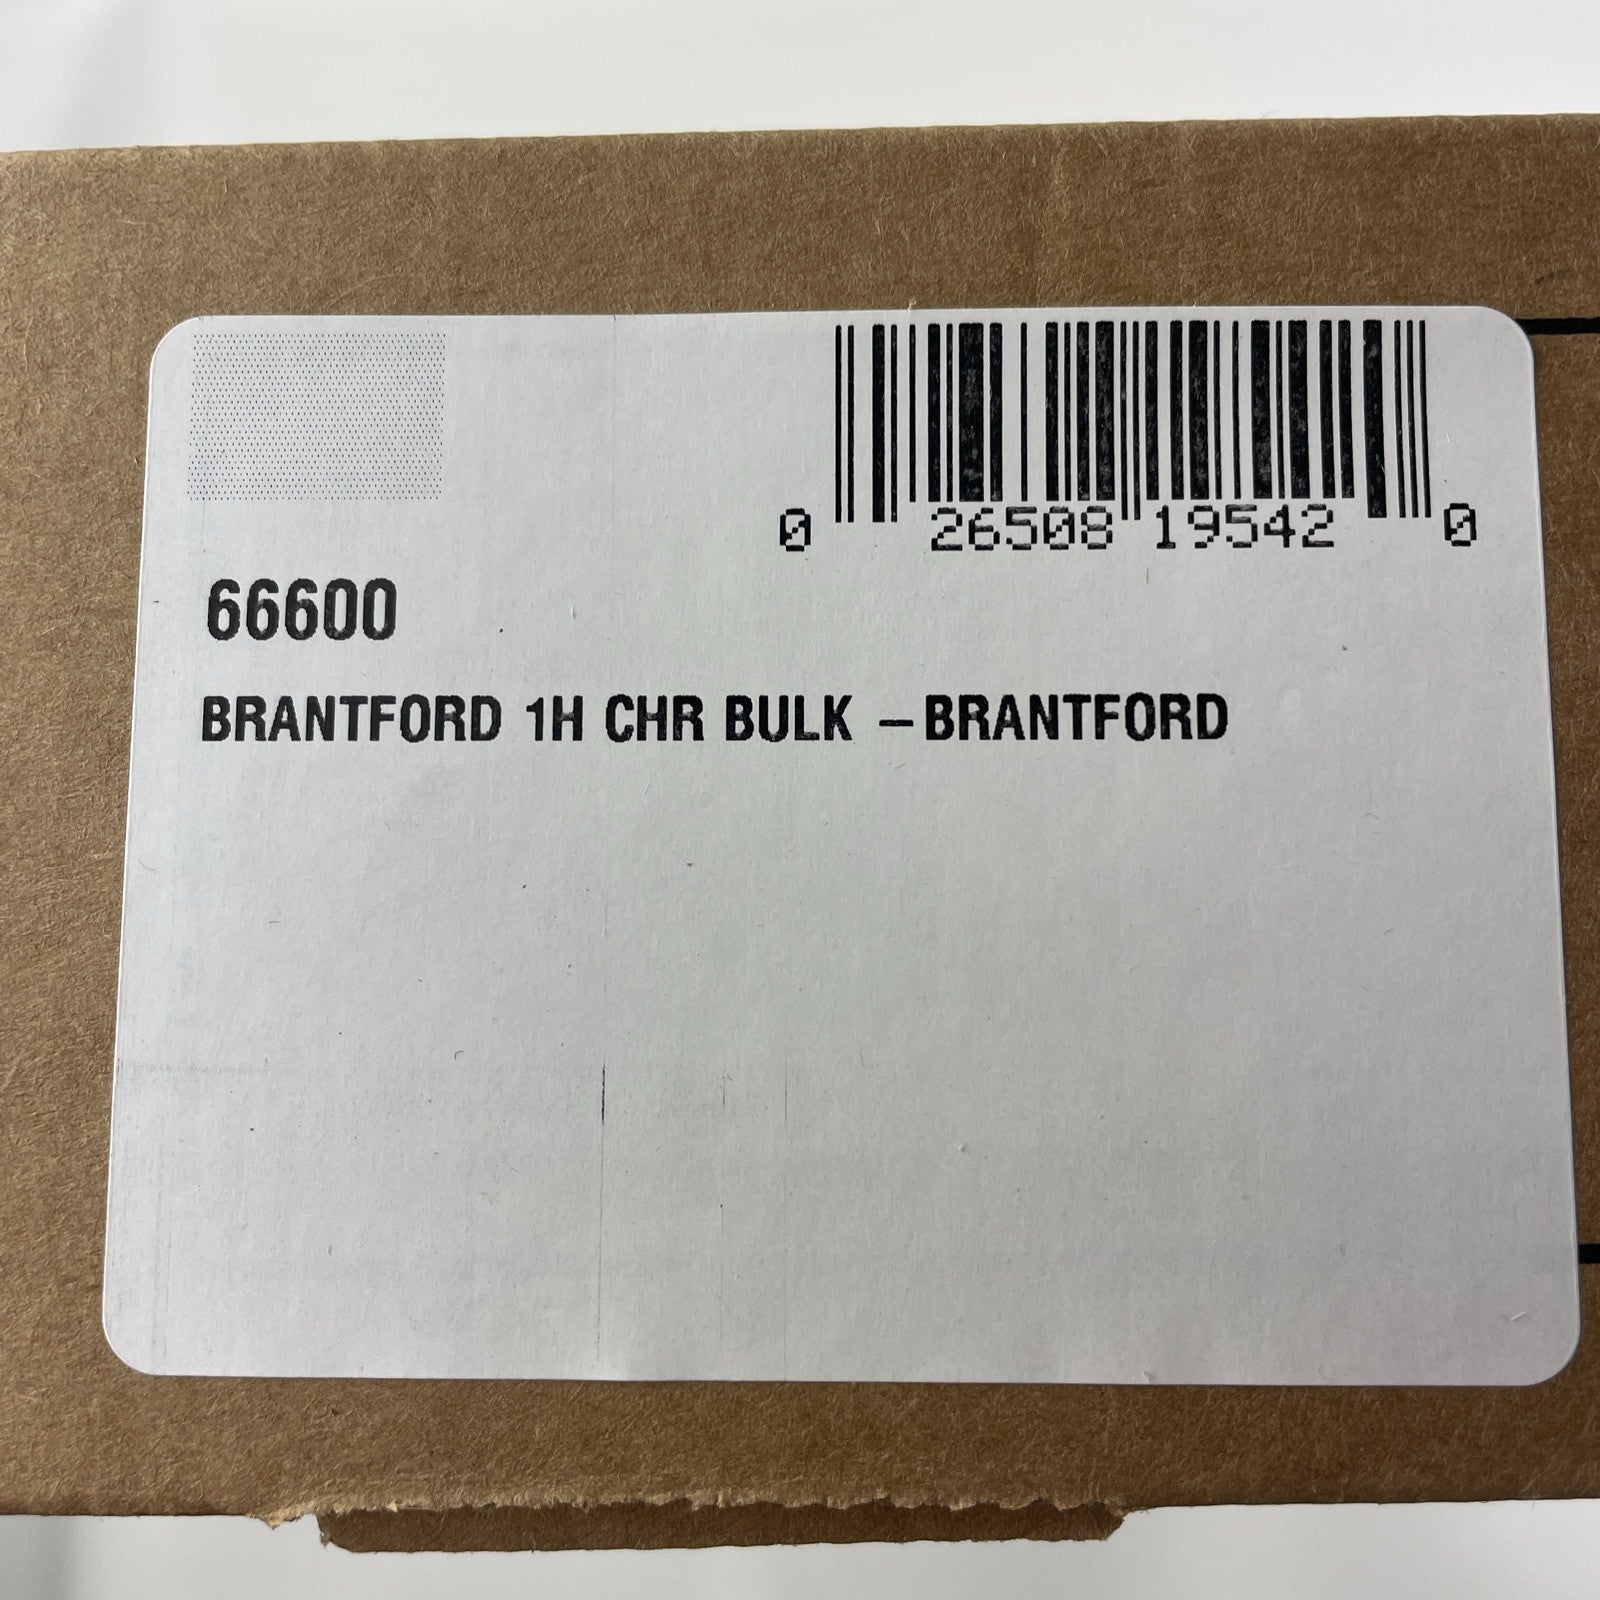 0 26508 19542 0
66600
BRANTFORD 1H CHR BULK –BRANTFORD